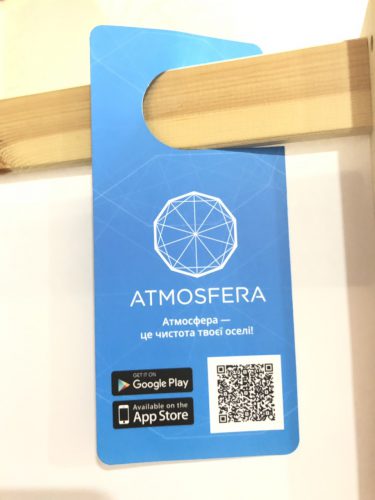 ATMOSFERA
Атмосфера —
це чистота твоєї оселі!
GET IT ON
Google Play
Available on the
App Store